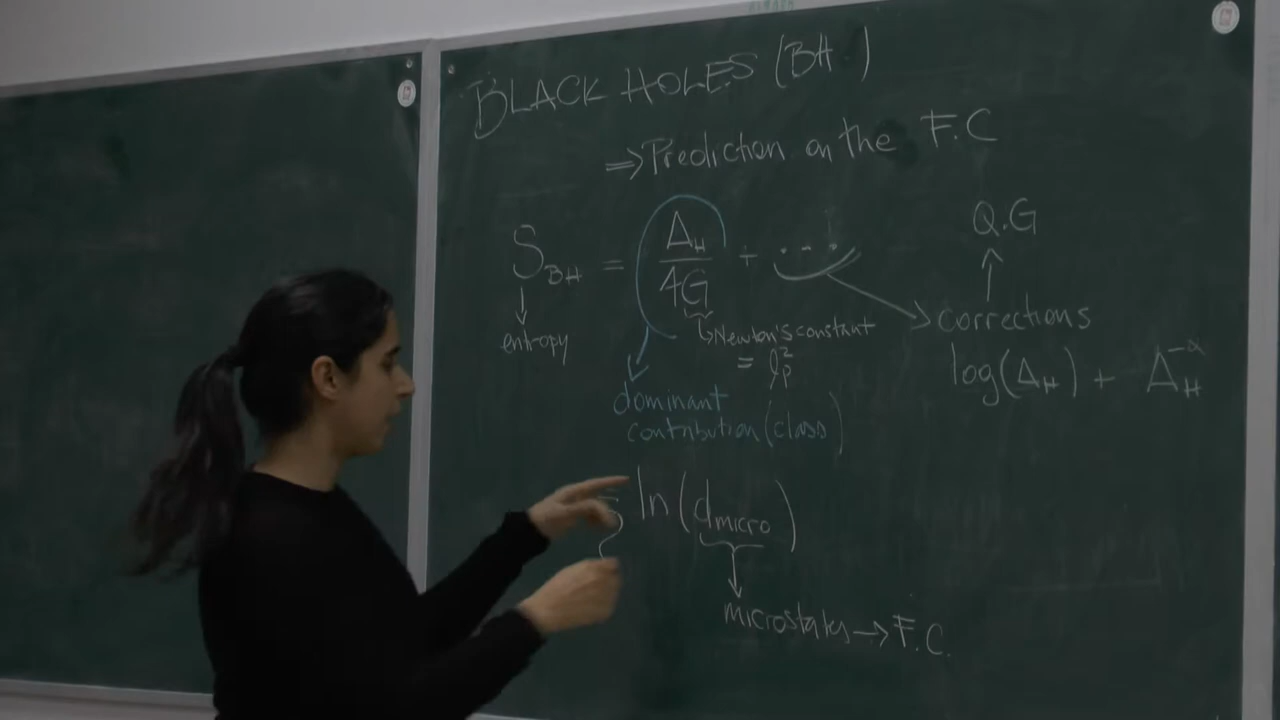 BLACK HOLES (BH)
⇒ Prediction on the F.C
S_BH = A_H / 4G + ...
Q.G
↓ entropy
↳ Newton's constant
= l_p^2
→ corrections
log(A_H) + A_H^-α
dominant
contribution (class)
ln (d_micro)
microstates → F.C.